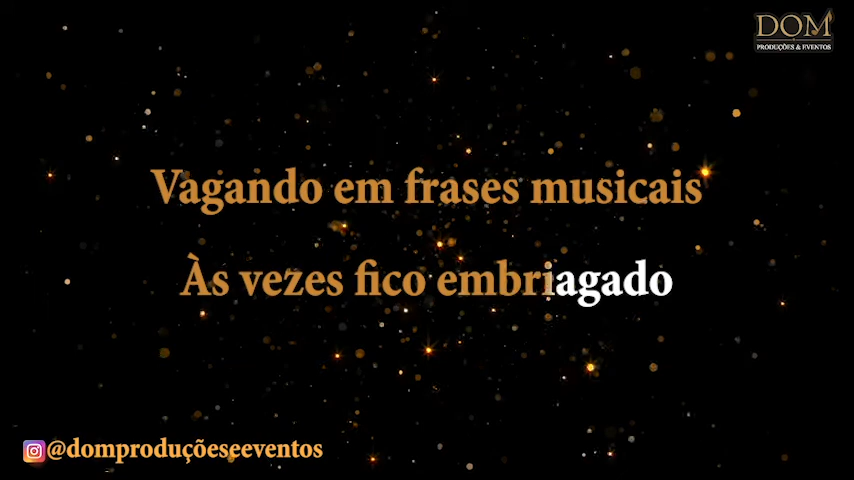 DOM
PRODUÇÕES & EVENTOS
Vagando em frases musicais
Às vezes fico embriagado
@domproduçõeseeventos